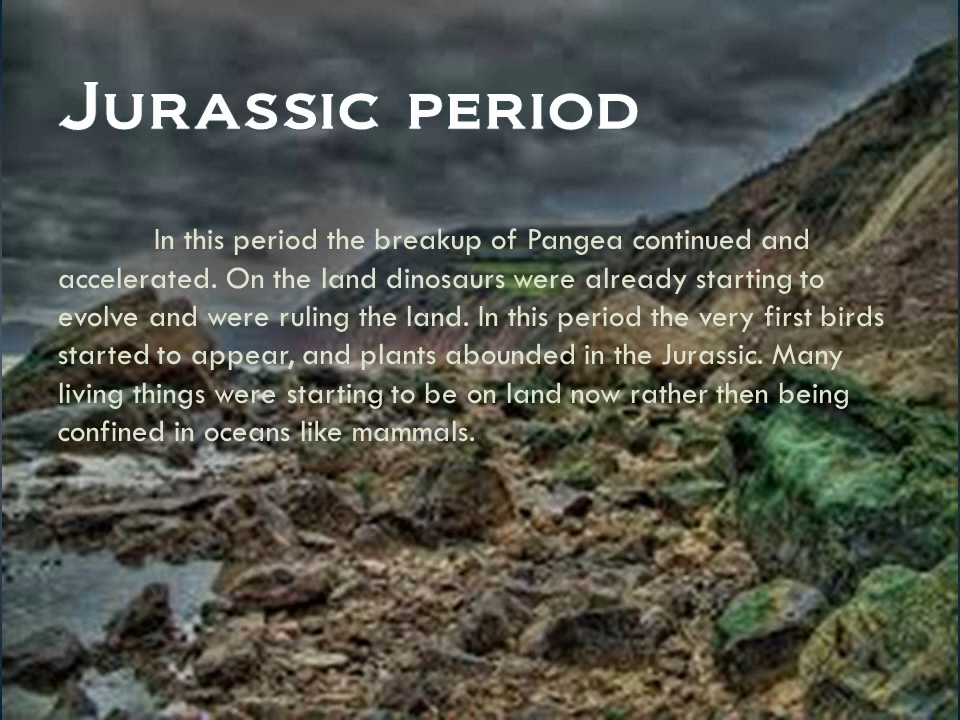 Jurassic period
In this period the breakup of Pangea continued and
accelerated. On the land dinosaurs were already starting to
evolve and were ruling the land. In this period the very first birds
started to appear, and plants abounded in the Jurassic. Many
living things were starting to be on land now rather then being
confined in oceans like mammals.